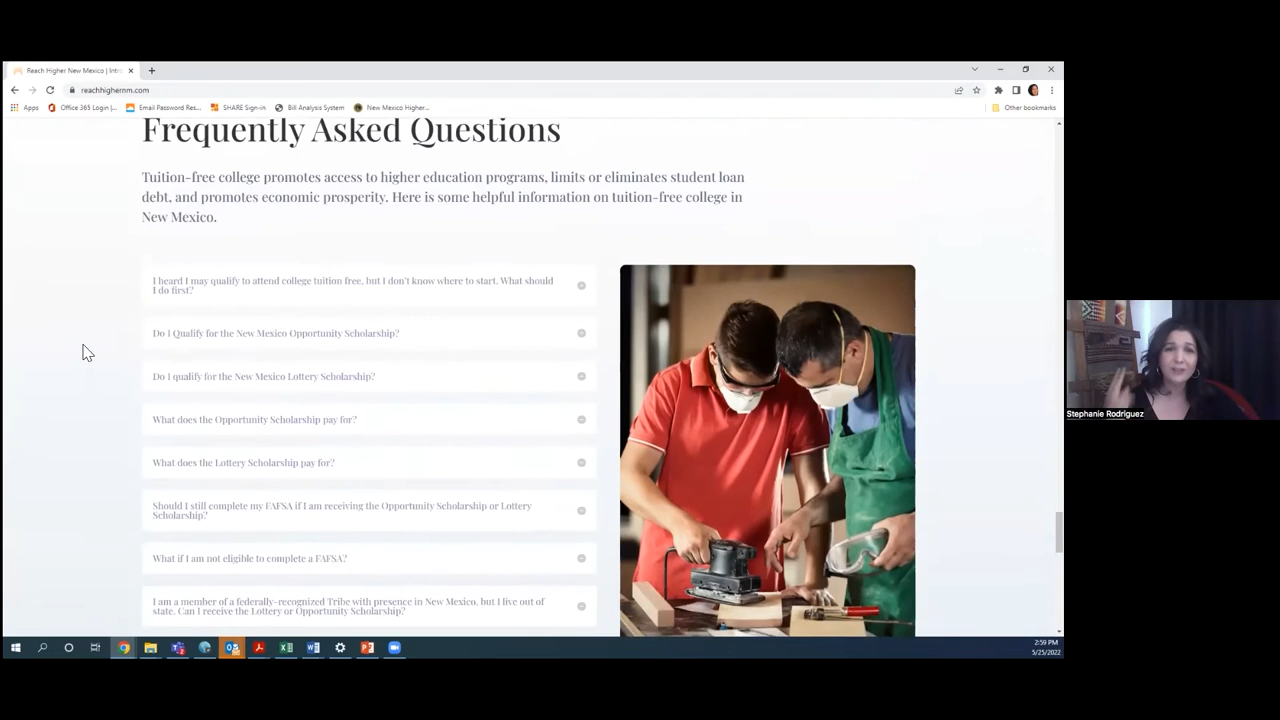 Reach Higher New Mexico | Intro
reachhighernm.com
Apps
Office 365 Login |...
Email Password Res...
SHARE Sign-in
Bill Analysis System
New Mexico Higher...
Other bookmarks
Frequently Asked Questions
Tuition-free college promotes access to higher education programs, limits or eliminates student loan
debt, and promotes economic prosperity. Here is some helpful information on tuition-free college in
New Mexico.
I heard I may qualify to attend college tuition free, but I don't know where to start. What should
I do first?
Do I Qualify for the New Mexico Opportunity Scholarship?
Do I qualify for the New Mexico Lottery Scholarship?
What does the Opportunity Scholarship pay for?
What does the Lottery Scholarship pay for?
Should I still complete my FAFSA if I am receiving the Opportunity Scholarship or Lottery
Scholarship?
What if I am not eligible to complete a FAFSA?
I am a member of a federally-recognized Tribe with presence in New Mexico, but I live out of
state. Can I receive the Lottery or Opportunity Scholarship?
Stephanie Rodriguez
2:59 PM
5/25/2022